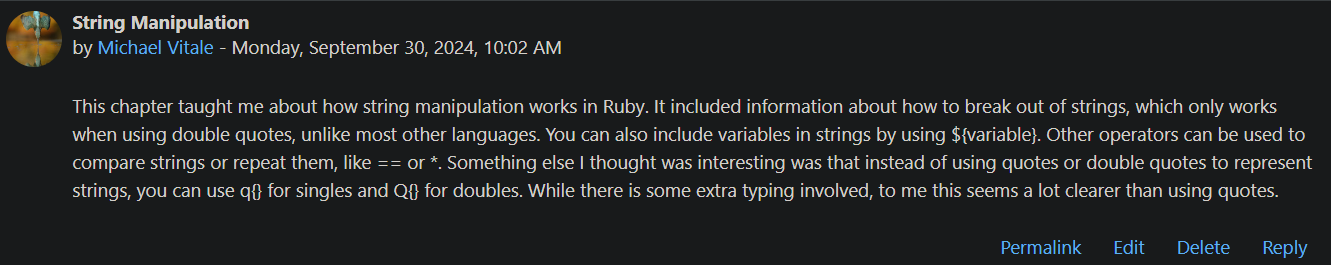 String Manipulation
by Michael Vitale - Monday, September 30, 2024, 10:02 AM
This chapter taught me about how string manipulation works in Ruby. It included information about how to break out of strings, which only works
when using double quotes, unlike most other languages. You can also include variables in strings by using ${variable}. Other operators can be used to
compare strings or repeat them, like == or *. Something else I thought was interesting was that instead of using quotes or double quotes to represent
strings, you can use q{} for singles and Q{} for doubles. While there is some extra typing involved, to me this seems a lot clearer than using quotes.
Permalink Edit Delete Reply